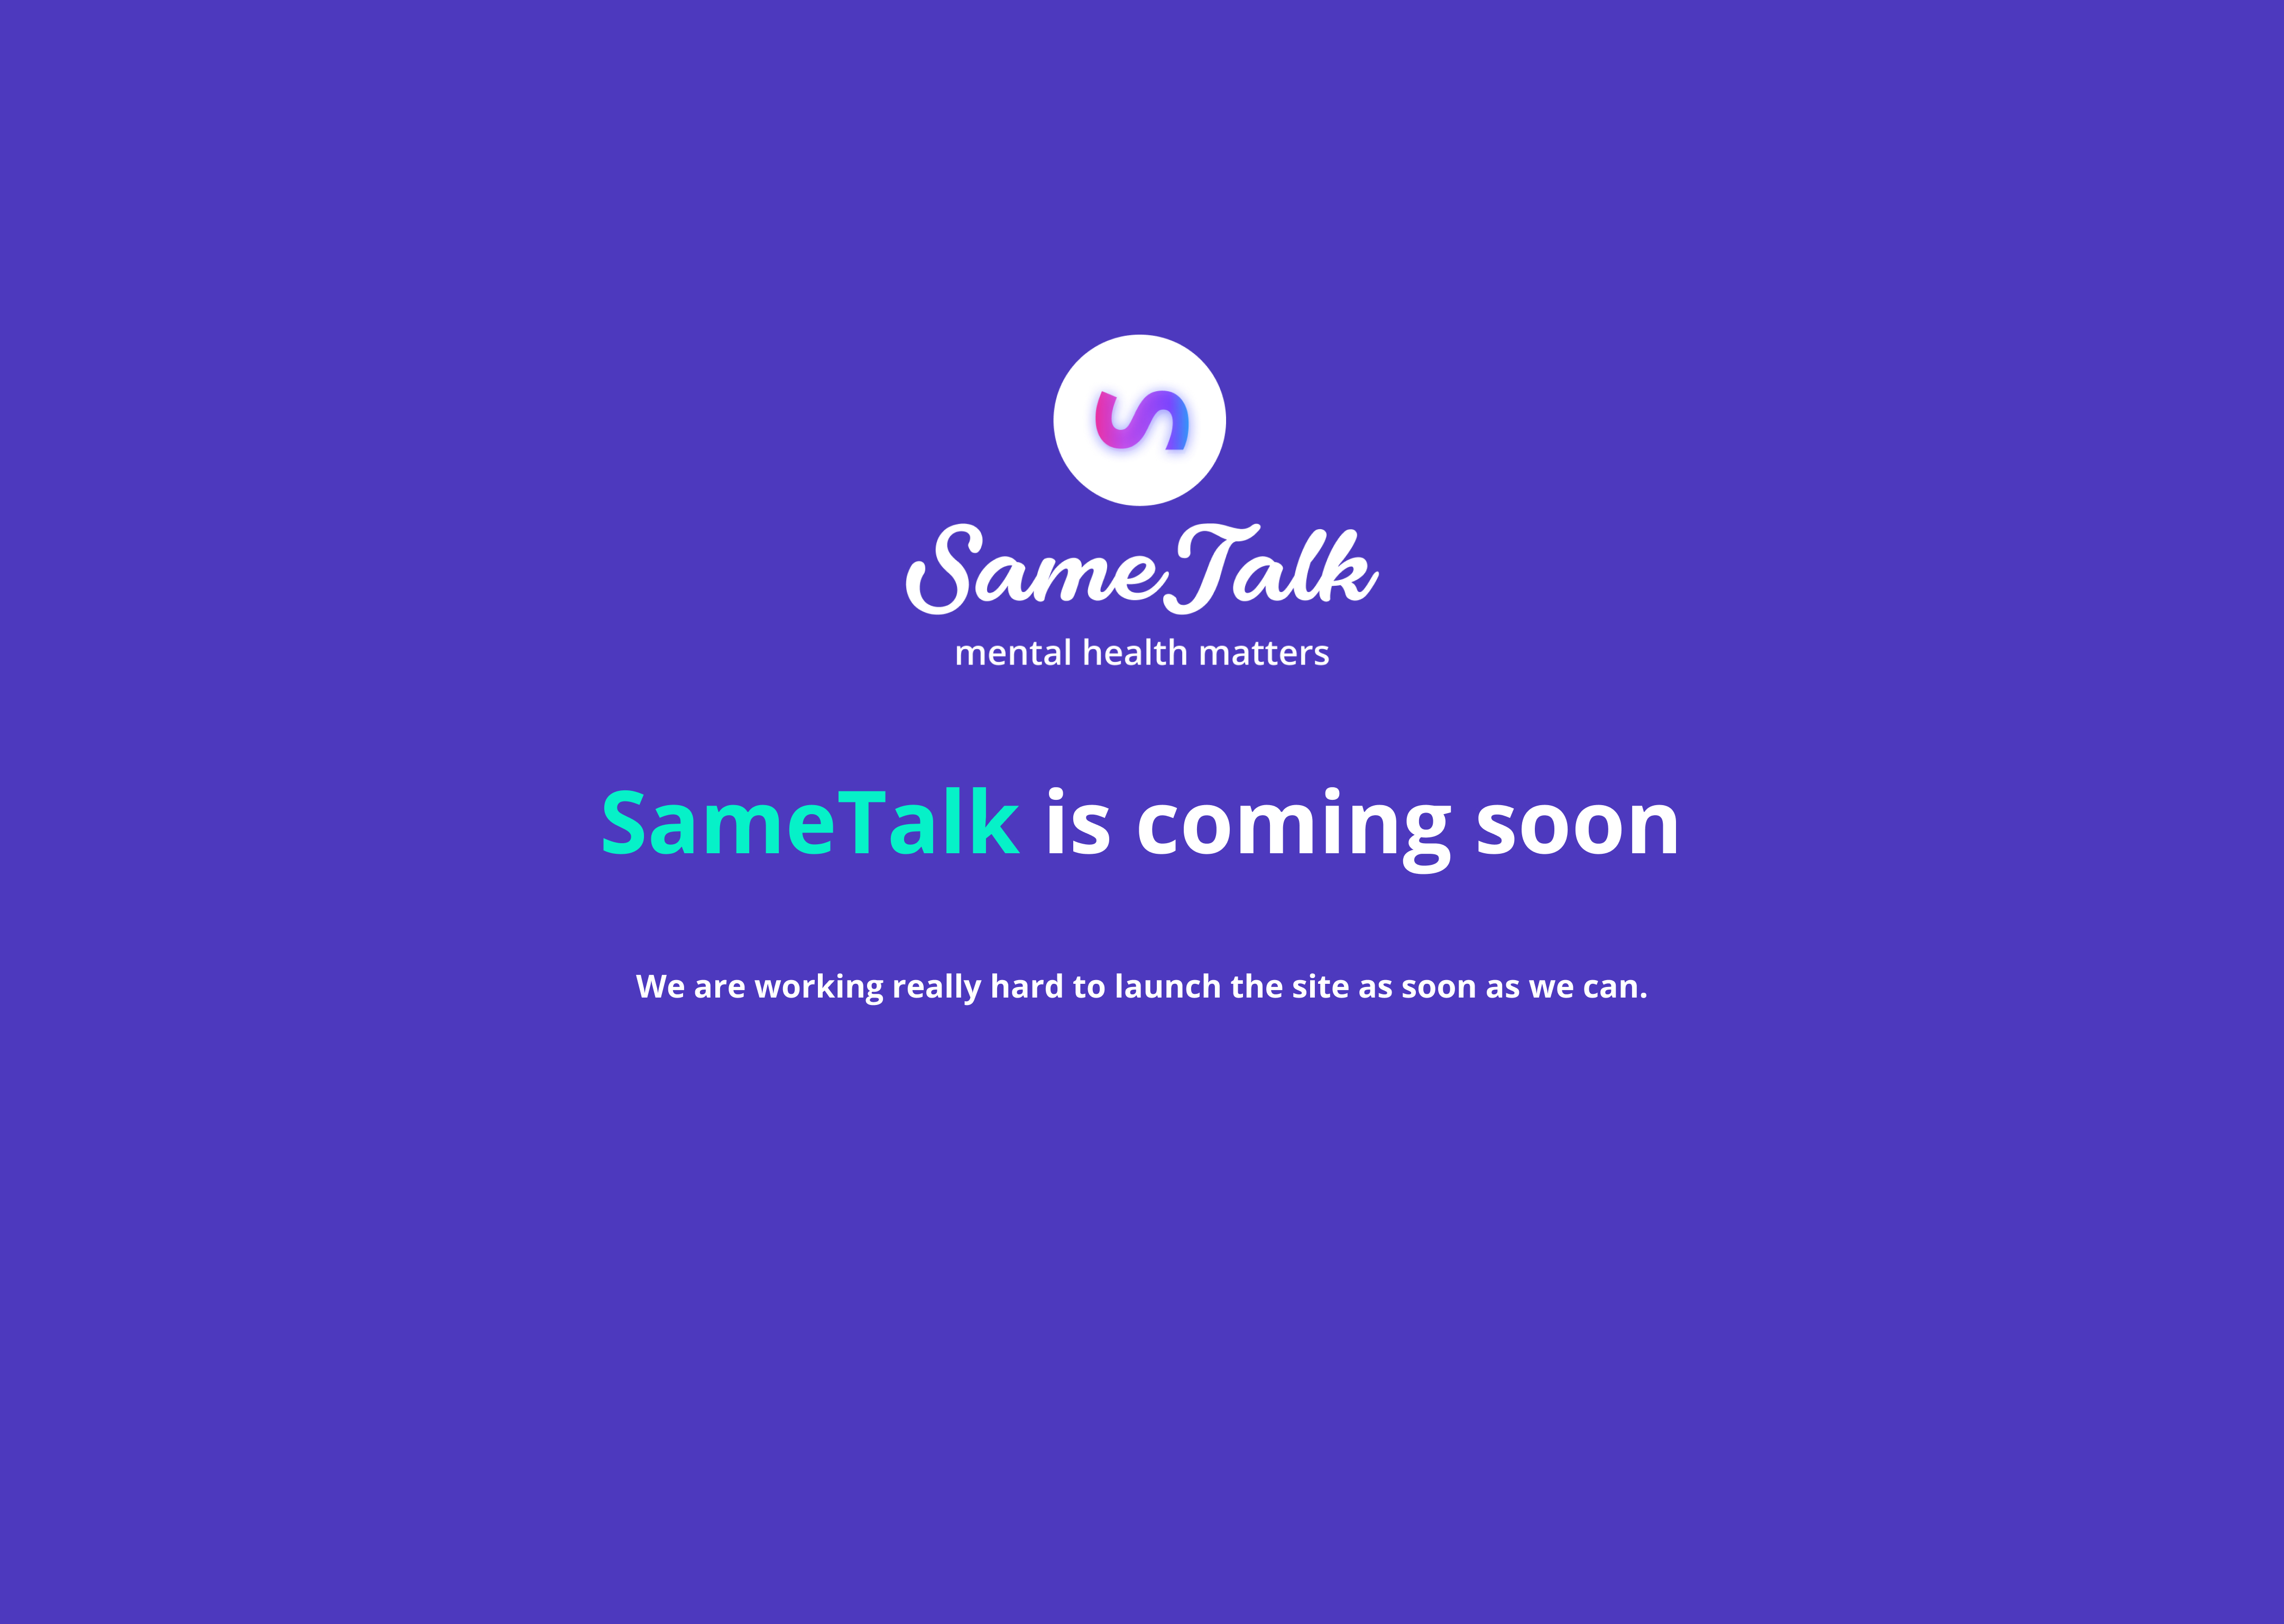 SameTalk
mental health matters
SameTalk is coming soon
We are working really hard to launch the site as soon as we can.